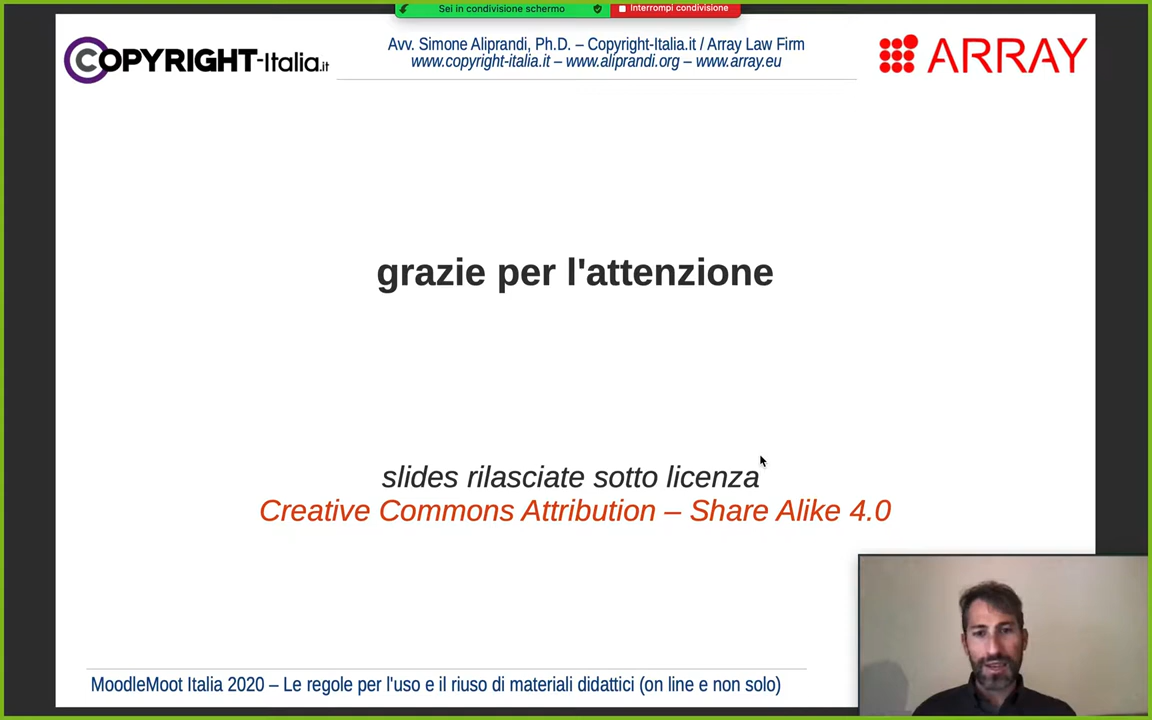 Sei in condivisione schermo
Interrompi condivisione
COPYRIGHT-Italia.it
Avv. Simone Aliprandi, Ph.D. – Copyright-Italia.it / Array Law Firm
www.copyright-italia.it – www.aliprandi.org – www.array.eu
ARRAY
grazie per l'attenzione
slides rilasciate sotto licenza
Creative Commons Attribution – Share Alike 4.0
MoodleMoot Italia 2020 – Le regole per l'uso e il riuso di materiali didattici (on line e non solo)